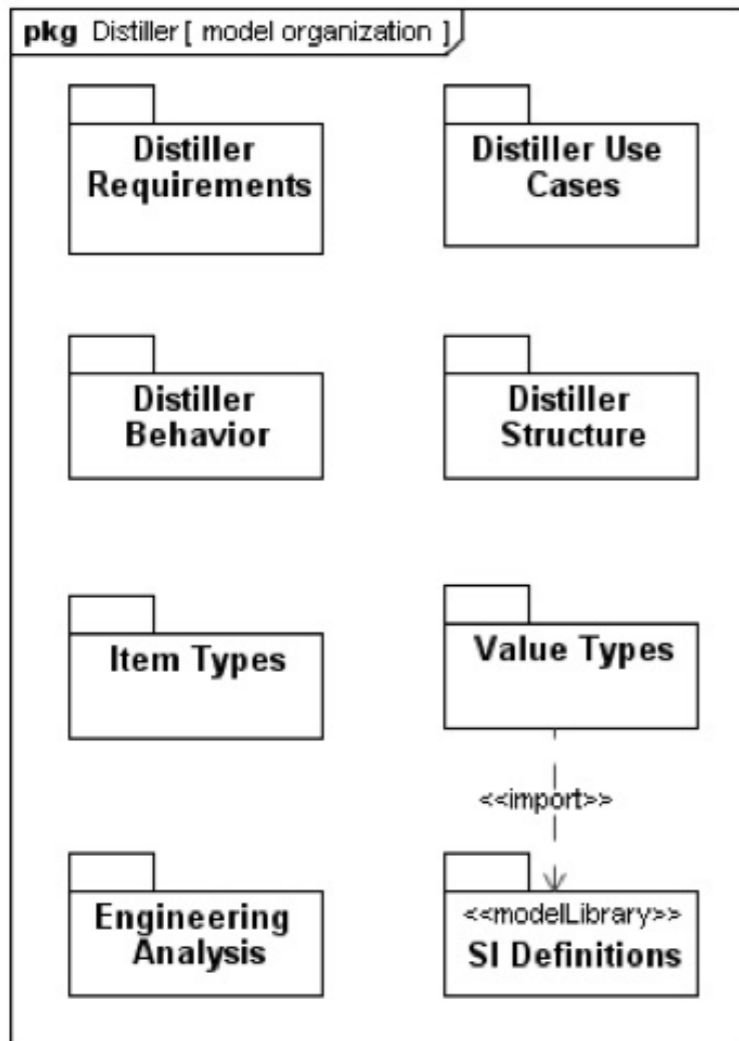 pkg Distiller [ model organization ]
Distiller
Requirements
Distiller Use
Cases
Distiller
Behavior
Distiller
Structure
Item Types
Value Types
<<import>>
Engineering
Analysis
<<modelLibrary>>
SI Definitions